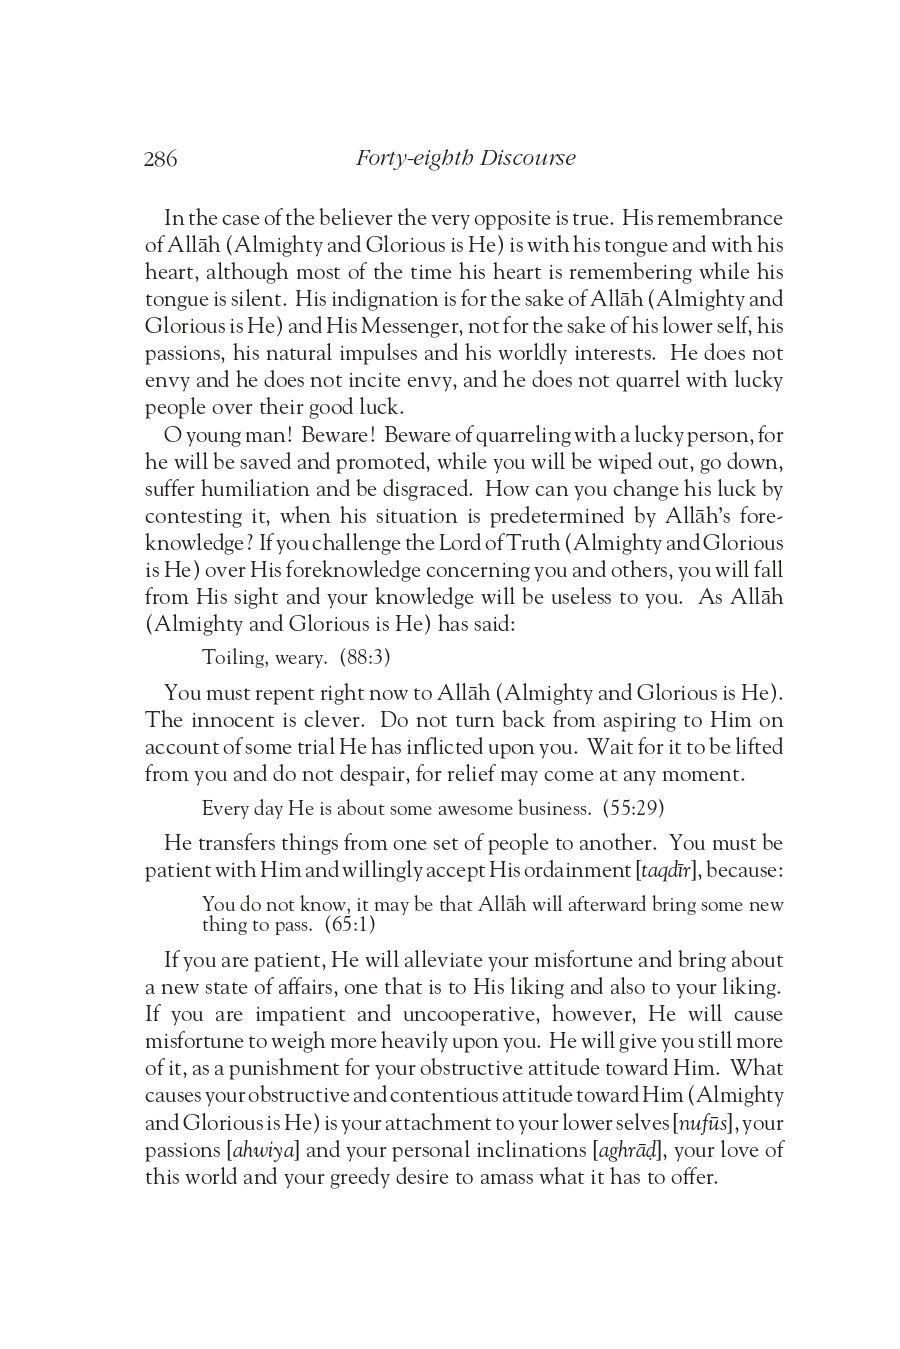 286
Forty-eighth Discourse
In the case of the believer the very opposite is true. His remembrance
of Allāh (Almighty and Glorious is He) is with his tongue and with his
heart, although most of the time his heart is remembering while his
tongue is silent. His indignation is for the sake of Allāh (Almighty and
Glorious is He) and His Messenger, not for the sake of his lower self, his
passions, his natural impulses and his worldly interests. He does not
envy and he does not incite envy, and he does not quarrel with lucky
people over their good luck.
O young man! Beware! Beware of quarreling with a lucky person, for
he will be saved and promoted, while you will be wiped out, go down,
suffer humiliation and be disgraced. How can you change his luck by
contesting it, when his situation is predetermined by Allāh’s fore-
knowledge? If you challenge the Lord of Truth (Almighty and Glorious
is He) over His foreknowledge concerning you and others, you will fall
from His sight and your knowledge will be useless to you. As Allāh
(Almighty and Glorious is He) has said:
Toiling, weary. (88:3)
You must repent right now to Allāh (Almighty and Glorious is He).
The innocent is clever. Do not turn back from aspiring to Him on
account of some trial He has inflicted upon you. Wait for it to be lifted
from you and do not despair, for relief may come at any moment.
Every day He is about some awesome business. (55:29)
He transfers things from one set of people to another. You must be
patient with Him and willingly accept His ordainment [taqdīr], because:
You do not know, it may be that Allāh will afterward bring some new
thing to pass. (65:1)
If you are patient, He will alleviate your misfortune and bring about
a new state of affairs, one that is to His liking and also to your liking.
If you are impatient and uncooperative, however, He will cause
misfortune to weigh more heavily upon you. He will give you still more
of it, as a punishment for your obstructive attitude toward Him. What
causes your obstructive and contentious attitude toward Him (Almighty
and Glorious is He) is your attachment to your lower selves [nufūs], your
passions [ahwiya] and your personal inclinations [aghrāḍ], your love of
this world and your greedy desire to amass what it has to offer.